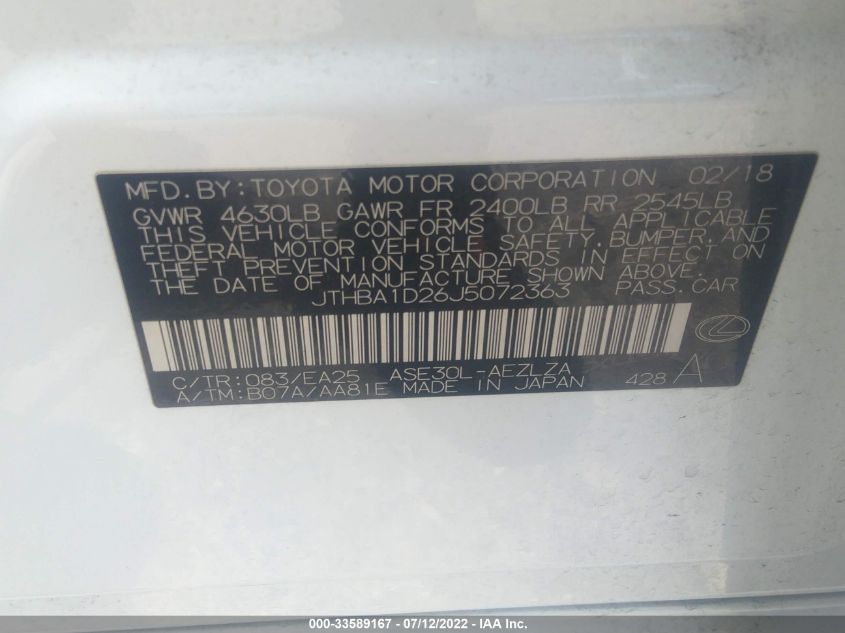 MFD. BY: TOYOTA MOTOR CORPORATION 02/18
GVWR 4630LB GAWR FR 2400LB RR 2545LB
THIS VEHICLE CONFORMS TO ALL APPLICABLE
FEDERAL MOTOR VEHICLE SAFETY, BUMPER, AND
THEFT PREVENTION STANDARDS IN EFFECT ON
THE DATE OF MANUFACTURE SHOWN ABOVE.
JTHBA1D26J5072363 PASS. CAR
C/TR: 083/EA25 ASE30L-AEZLZA
A/TM: B07A/AA81E MADE IN JAPAN 428 A
000-33589167 - 07/12/2022 - IAA Inc.